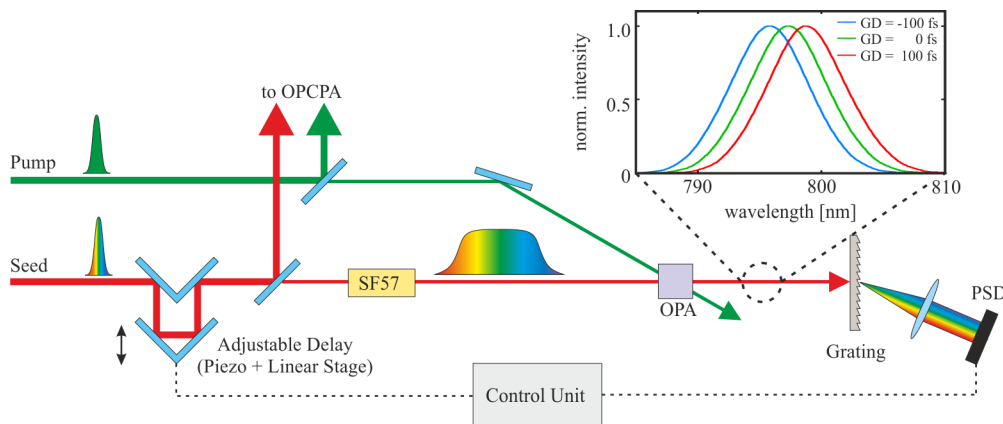 GD = -100 fs
GD = 0 fs
GD = 100 fs
1.0
0.5
0
norm. intensity
790
800
810
wavelength [nm]
to OPCPA
Pump
Seed
SF57
OPA
PSD
Grating
Adjustable Delay
(Piezo + Linear Stage)
Control Unit